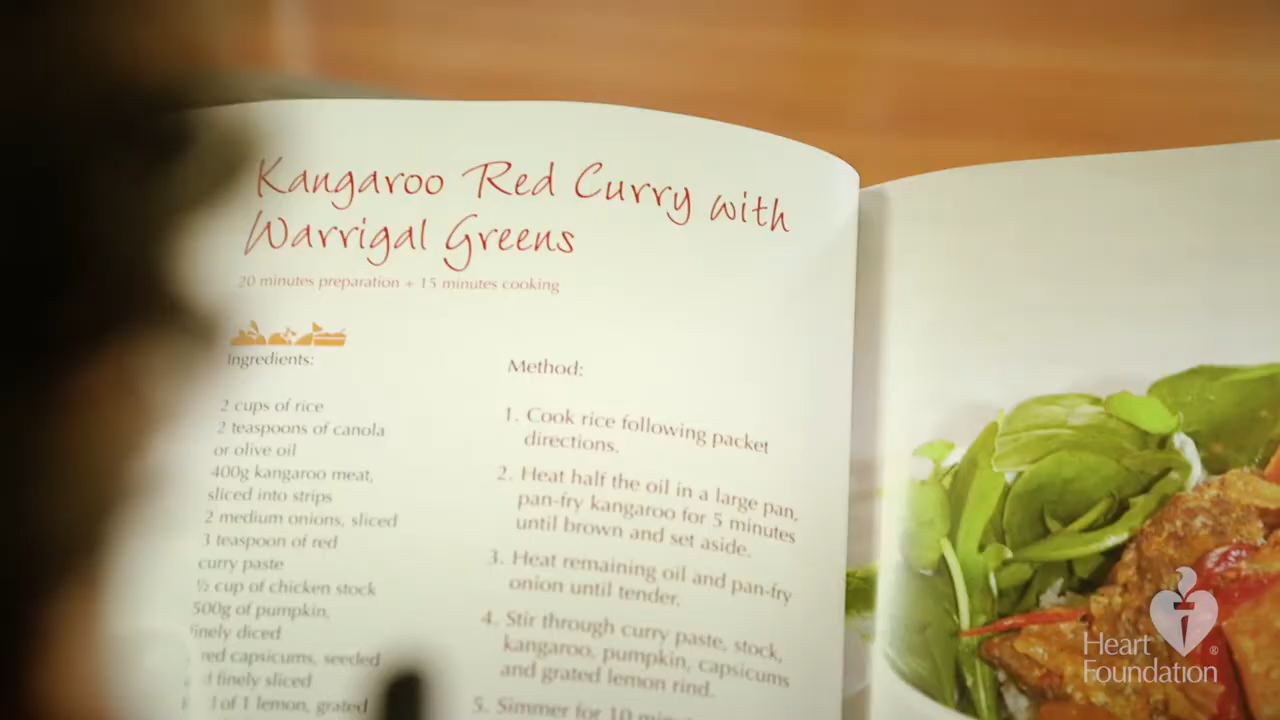 Kangaroo Red Curry with
Warrigal Greens
20 minutes preparation + 15 minutes cooking
Ingredients:
2 cups of rice
2 teaspoons of canola
or olive oil
400g kangaroo meat,
sliced into strips
2 medium onions, sliced
3 teaspoon of red
curry paste
½ cup of chicken stock
500g of pumpkin,
finely diced
red capsicums, seeded
finely sliced
of 1 lemon, grated
Method:
1. Cook rice following packet
directions.
2. Heat half the oil in a large pan,
pan-fry kangaroo for 5 minutes
until brown and set aside.
3. Heat remaining oil and pan-fry
onion until tender.
4. Stir through curry paste, stock,
kangaroo, pumpkin, capsicums
and grated lemon rind.
5. Simmer for 10
Heart
Foundation®